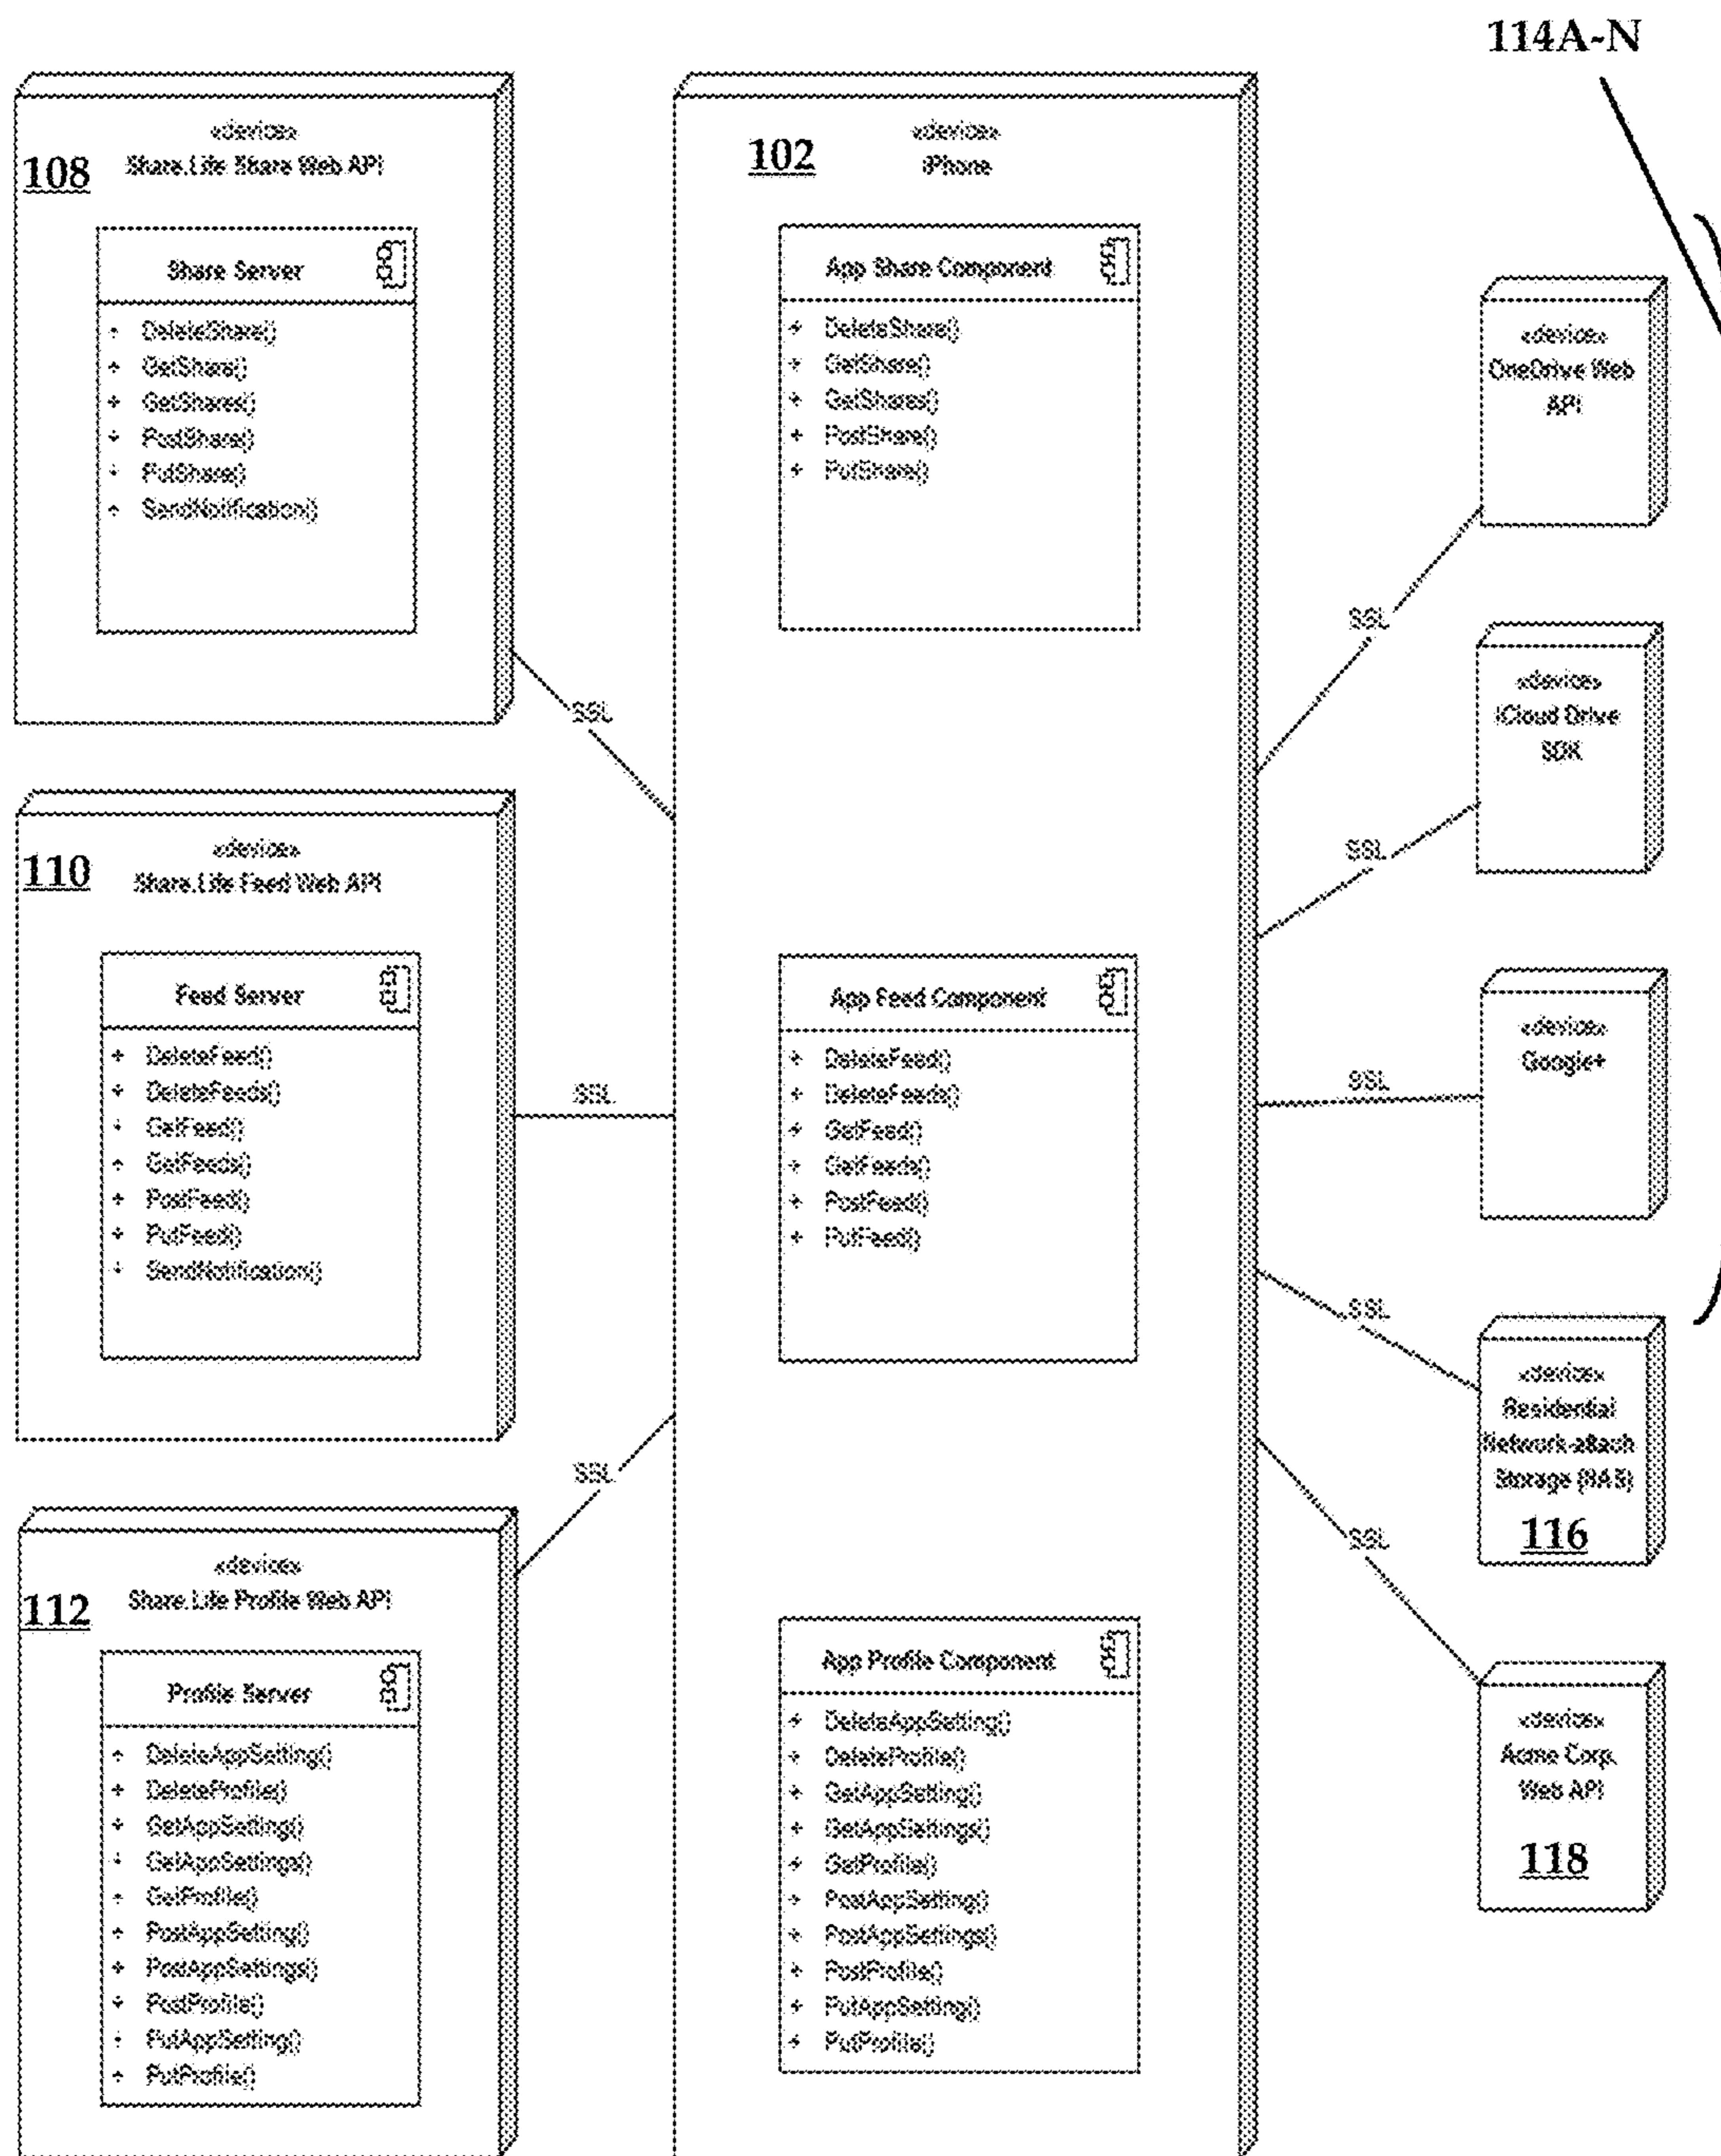 114A-N
«device»
108
Share.Life Share Web API
Share Server
+ DeleteShare()
+ GetShare()
+ GetShares()
+ PostShare()
+ PutShare()
+ SendNotification()
SSL
«device»
110
Share.Life Feed Web API
Feed Server
+ DeleteFeed()
+ DeleteFeeds()
+ GetFeed()
+ GetFeeds()
+ PostFeed()
+ PutFeed()
+ SendNotification()
SSL
SSL
«device»
112
Share.Life Profile Web API
Profile Server
+ DeleteAppSetting()
+ DeleteProfile()
+ GetAppSetting()
+ GetAppSettings()
+ GetProfile()
+ PostAppSetting()
+ PostAppSettings()
+ PostProfile()
+ PutAppSetting()
+ PutProfile()
«device»
102
iPhone
App Share Component
+ DeleteShare()
+ GetShare()
+ GetShares()
+ PostShare()
+ PutShare()
App Feed Component
+ DeleteFeed()
+ DeleteFeeds()
+ GetFeed()
+ GetFeeds()
+ PostFeed()
+ PutFeed()
App Profile Component
+ DeleteAppSetting()
+ DeleteProfile()
+ GetAppSetting()
+ GetAppSettings()
+ GetProfile()
+ PostAppSetting()
+ PostAppSettings()
+ PostProfile()
+ PutAppSetting()
+ PutProfile()
SSL
SSL
SSL
SSL
SSL
«device»
OneDrive Web
API
«device»
iCloud Drive
SDK
«device»
Google+
«device»
Residential
Network-attach
Storage (NAS)
116
«device»
Acme Corp.
Web API
118